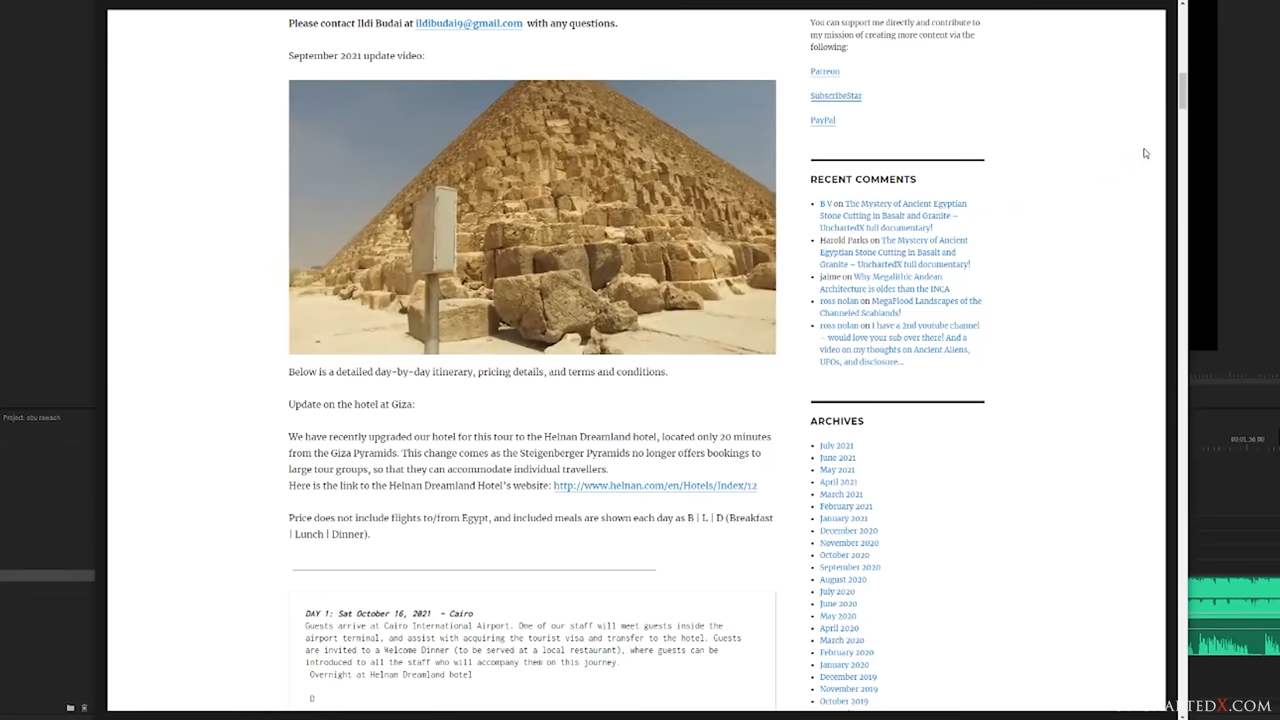 Please contact Ildi Budai at ildibudai9@gmail.com with any questions.
September 2021 update video:
Below is a detailed day-by-day itinerary, pricing details, and terms and conditions.
Update on the hotel at Giza:
We have recently upgraded our hotel for this tour to the Helnan Dreamland hotel, located only 20 minutes
from the Giza Pyramids. This change comes as the Steigenberger Pyramids no longer offers bookings to
large tour groups, so that they can accommodate individual travellers.
Here is the link to the Helnan Dreamland Hotel's website: http://www.helnan.com/en/Hotels/Index/12
Price does not include flights to/from Egypt, and included meals are shown each day as B | L | D (Breakfast
| Lunch | Dinner).
DAY 1: Sat October 16, 2021 – Cairo
Guests arrive at Cairo International Airport. One of our staff will meet guests inside the
airport terminal, and assist with acquiring the tourist visa and transfer to the hotel. Guests
are invited to a Welcome Dinner (to be served at a local restaurant), where guests can be
introduced to all the staff who will accompany them on this journey.
Overnight at Helnan Dreamland hotel
D
You can support me directly and contribute to
my mission of creating more content via the
following:
Patreon
SubscribeStar
PayPal
RECENT COMMENTS
B V on The Mystery of Ancient Egyptian
Stone Cutting in Basalt and Granite –
UnchartedX full documentary!
Harold Parks on The Mystery of Ancient
Egyptian Stone Cutting in Basalt and
Granite – UnchartedX full documentary!
jaime on Why Megalithic Andean
Architecture is older than the INCA
ross nolan on MegaFlood Landscapes of the
Channeled Scablands!
ross nolan on I have a 2nd youtube channel
– would love your sub over there! And a
video on my thoughts on Ancient Aliens,
UFOs, and disclosure…
ARCHIVES
July 2021
June 2021
May 2021
April 2021
March 2021
February 2021
January 2021
December 2020
November 2020
October 2020
September 2020
August 2020
July 2020
June 2020
May 2020
April 2020
March 2020
February 2020
January 2020
December 2019
November 2019
October 2019
Project: abu rawash
00:01:36:00